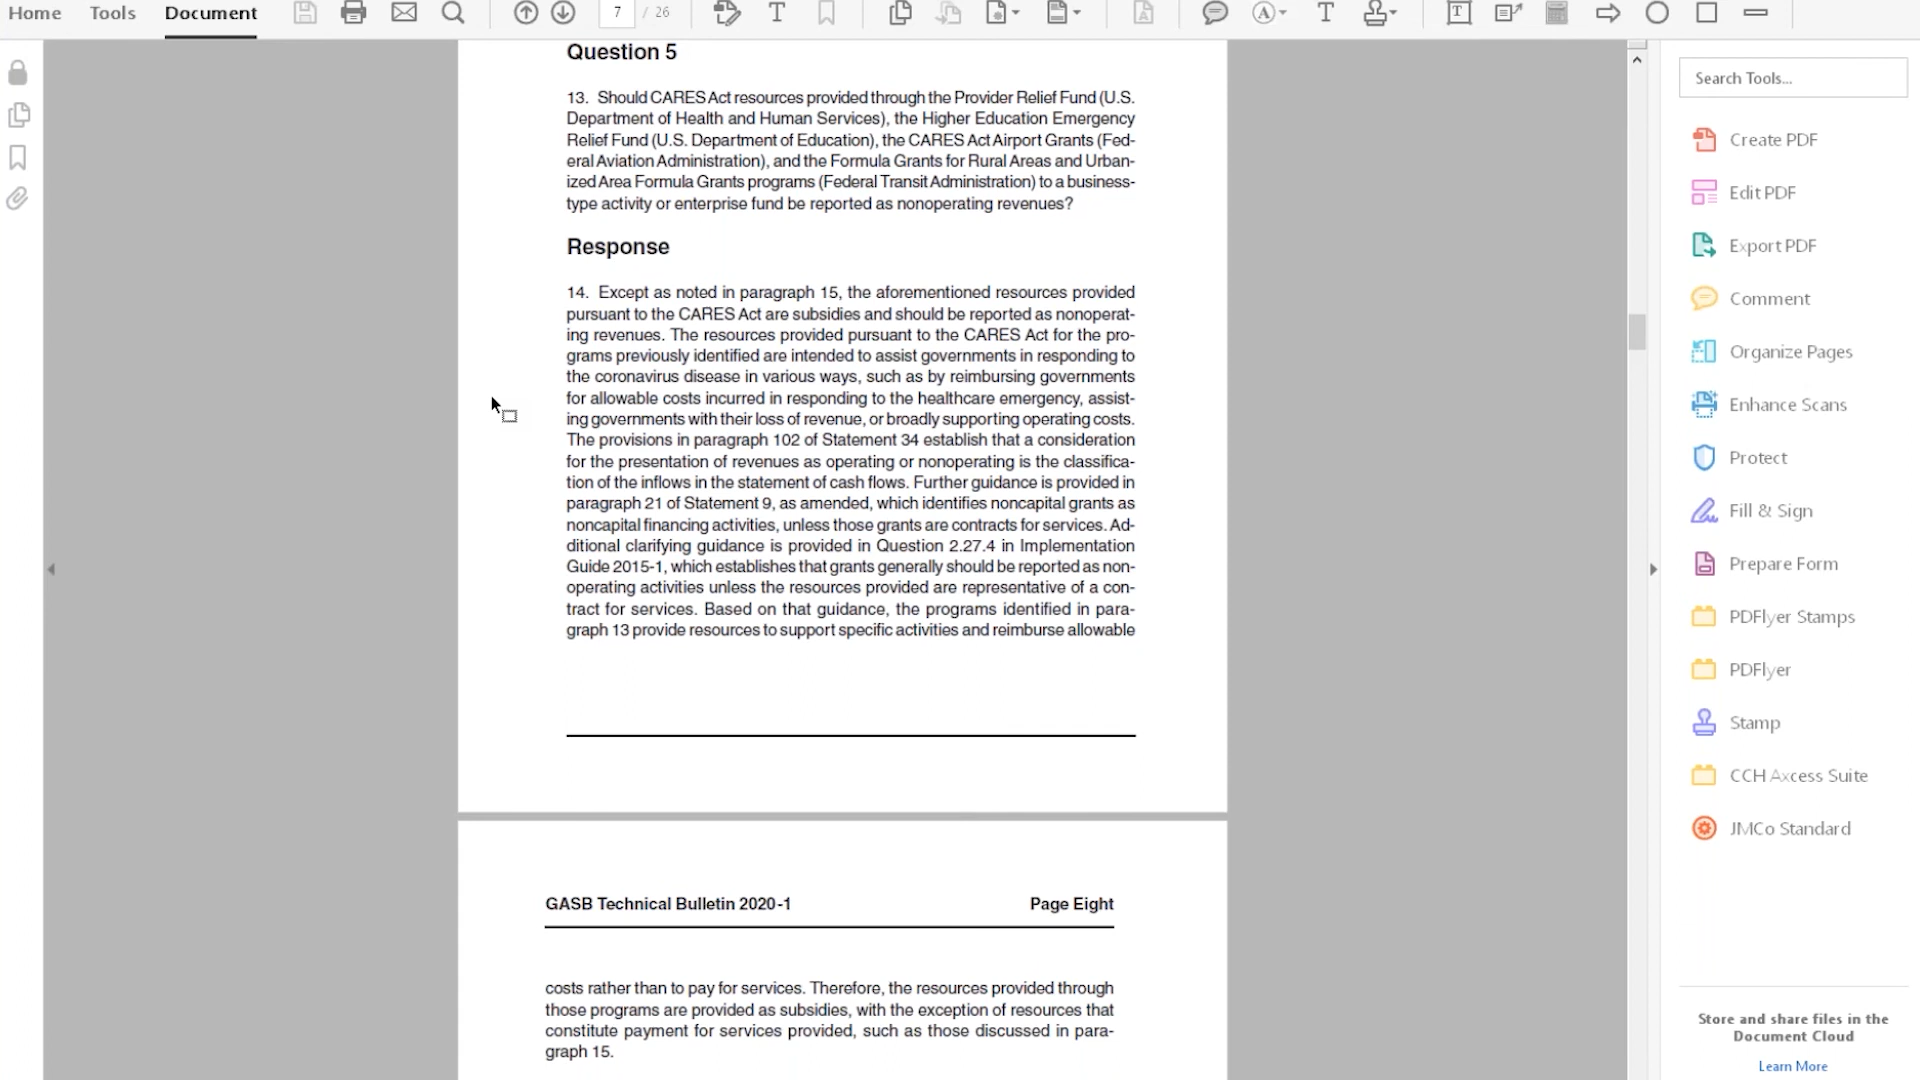 Home Tools Document 7 / 26
Question 5
13. Should CARES Act resources provided through the Provider Relief Fund (U.S.
Department of Health and Human Services), the Higher Education Emergency
Relief Fund (U.S. Department of Education), the CARES Act Airport Grants (Fed-
eral Aviation Administration), and the Formula Grants for Rural Areas and Urban-
ized Area Formula Grants programs (Federal Transit Administration) to a business-
type activity or enterprise fund be reported as nonoperating revenues?
Response
14. Except as noted in paragraph 15, the aforementioned resources provided
pursuant to the CARES Act are subsidies and should be reported as nonoperat-
ing revenues. The resources provided pursuant to the CARES Act for the pro-
grams previously identified are intended to assist governments in responding to
the coronavirus disease in various ways, such as by reimbursing governments
for allowable costs incurred in responding to the healthcare emergency, assist-
ing governments with their loss of revenue, or broadly supporting operating costs.
The provisions in paragraph 102 of Statement 34 establish that a consideration
for the presentation of revenues as operating or nonoperating is the classifica-
tion of the inflows in the statement of cash flows. Further guidance is provided in
paragraph 21 of Statement 9, as amended, which identifies noncapital grants as
noncapital financing activities, unless those grants are contracts for services. Ad-
ditional clarifying guidance is provided in Question 2.27.4 in Implementation
Guide 2015-1, which establishes that grants generally should be reported as non-
operating activities unless the resources provided are representative of a con-
tract for services. Based on that guidance, the programs identified in para-
graph 13 provide resources to support specific activities and reimburse allowable
GASB Technical Bulletin 2020-1 Page Eight
costs rather than to pay for services. Therefore, the resources provided through
those programs are provided as subsidies, with the exception of resources that
constitute payment for services provided, such as those discussed in para-
graph 15.
Search Tools...
Create PDF
Edit PDF
Export PDF
Comment
Organize Pages
Enhance Scans
Protect
Fill & Sign
Prepare Form
PDFlyer Stamps
PDFlyer
Stamp
CCH Axcess Suite
JMCo Standard
Store and share files in the
Document Cloud
Learn More